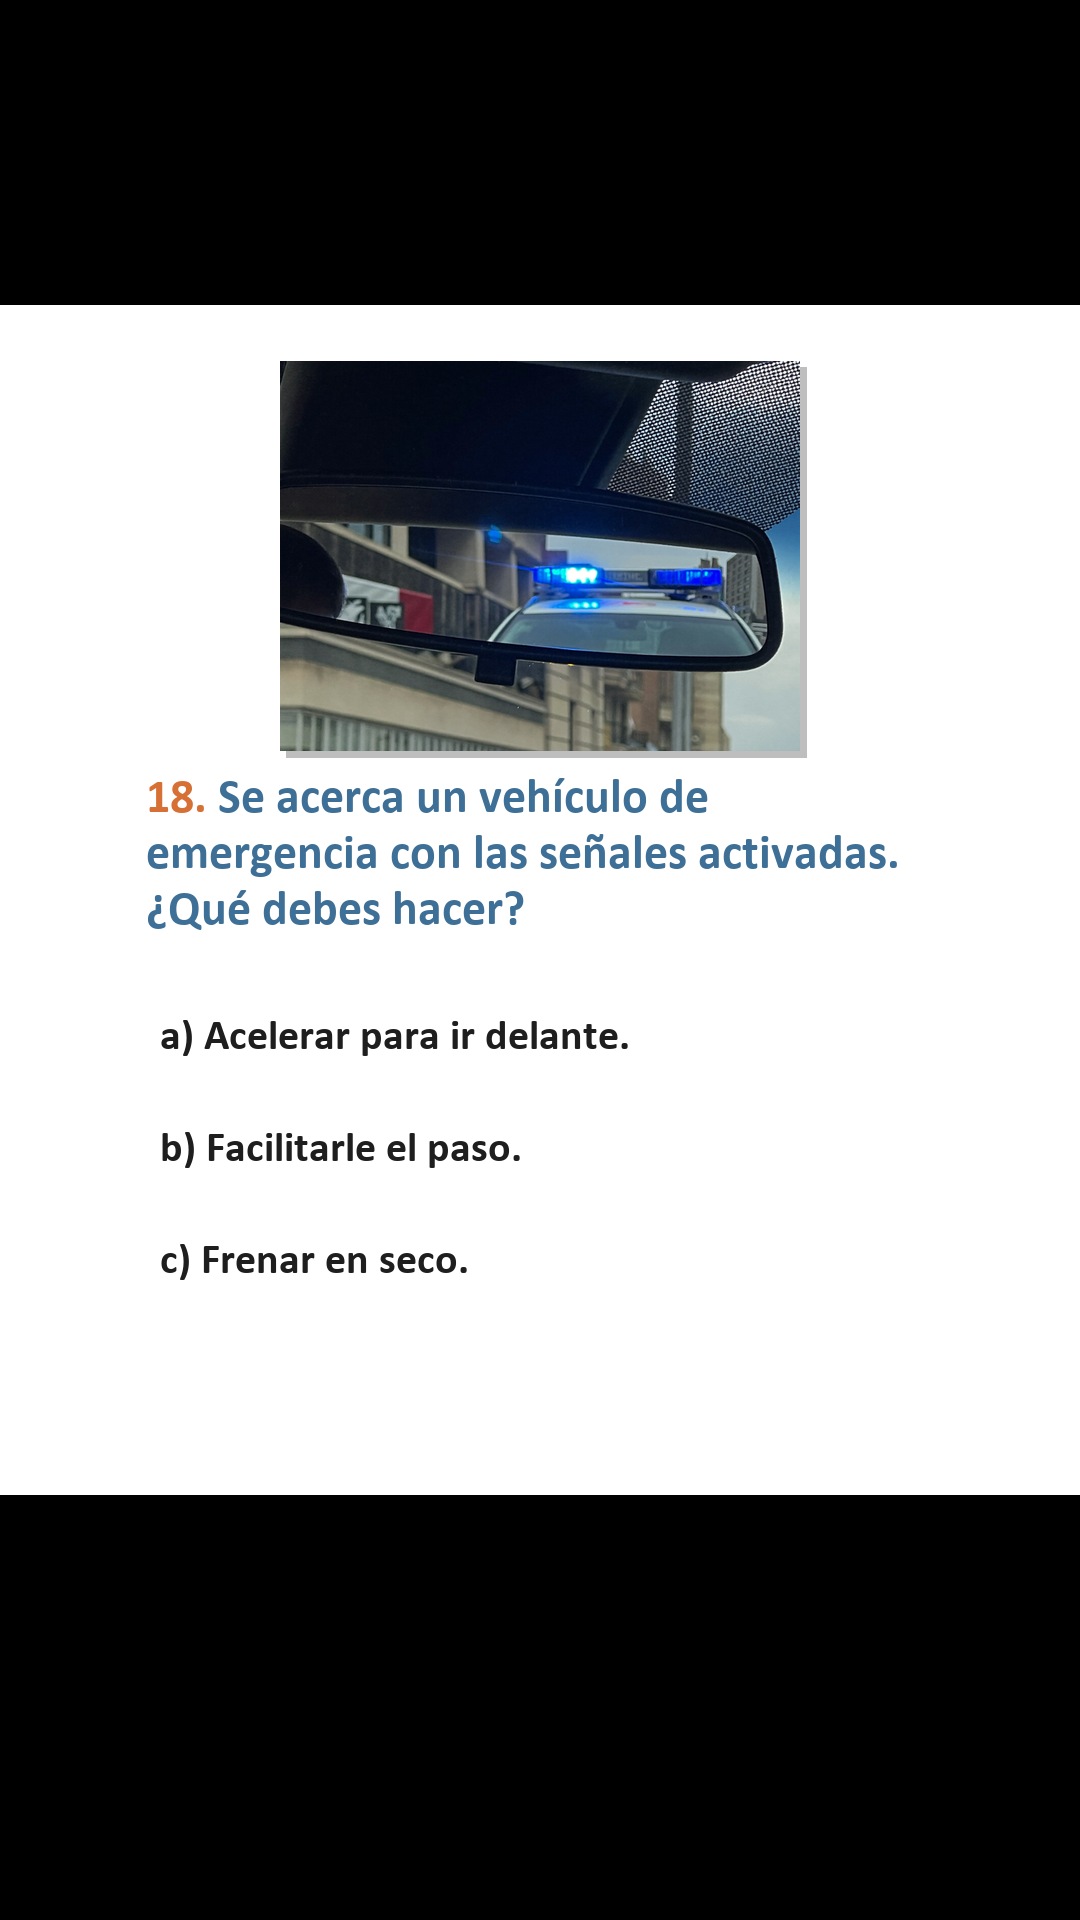 18. Se acerca un vehículo de
emergencia con las señales activadas.
¿Qué debes hacer?
a) Acelerar para ir delante.
b) Facilitarle el paso.
c) Frenar en seco.